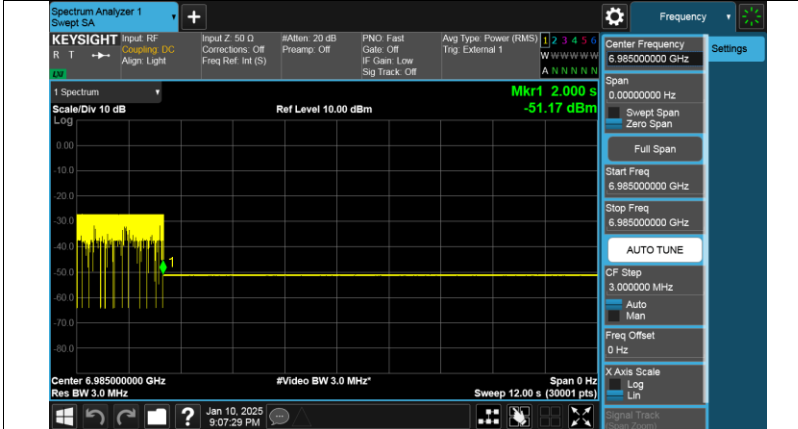 Spectrum Analyzer 1
Swept SA
+
Frequency
KEYSIGHT
R T
Input: RF
Coupling: DC
Align: Light
Input Z: 50 Ω
Corrections: Off
Freq Ref: Int (S)
#Atten: 20 dB
Preamp: Off
PNO: Fast
Gate: Off
IF Gain: Low
Sig Track: Off
Avg Type: Power (RMS)
Trig: External 1
1 2 3 4 5 6
W W W W W W
A N N N N N
1 Spectrum
Scale/Div 10 dB
Log
Ref Level 10.00 dBm
Mkr1 2.000 s
-51.17 dBm
0.00
-10.0
-20.0
-30.0
-40.0
-50.0
-60.0
-70.0
-80.0
1
Center 6.985000000 GHz
Res BW 3.0 MHz
#Video BW 3.0 MHz*
Span 0 Hz
Sweep 12.00 s (30001 pts)
?
Jan 10, 2025
9:07:29 PM
Center Frequency
6.985000000 GHz
Span
0.00000000 Hz
Swept Span
Zero Span
Full Span
Start Freq
6.985000000 GHz
Stop Freq
6.985000000 GHz
AUTO TUNE
CF Step
3.000000 MHz
Auto
Man
Freq Offset
0 Hz
X Axis Scale
Log
Lin
Signal Track
(Span Zoom)
Settings